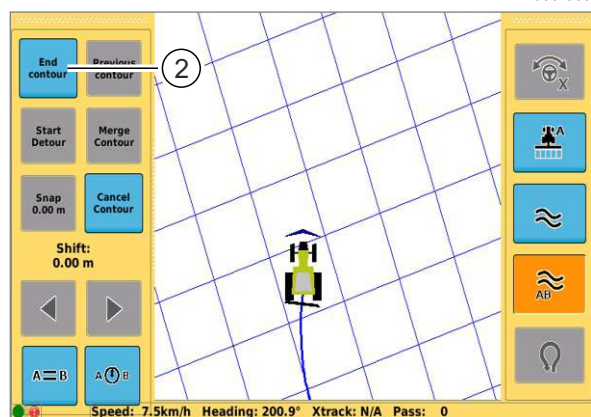 End
contour
Previous
contour
2
Start
Detour
Merge
Contour
Snap
0.00 m
Cancel
Contour
Shift:
0.00 m
A=B
A B
X
A
AB
Speed: 7.5km/h Heading: 200.9° Xtrack: N/A Pass: 0